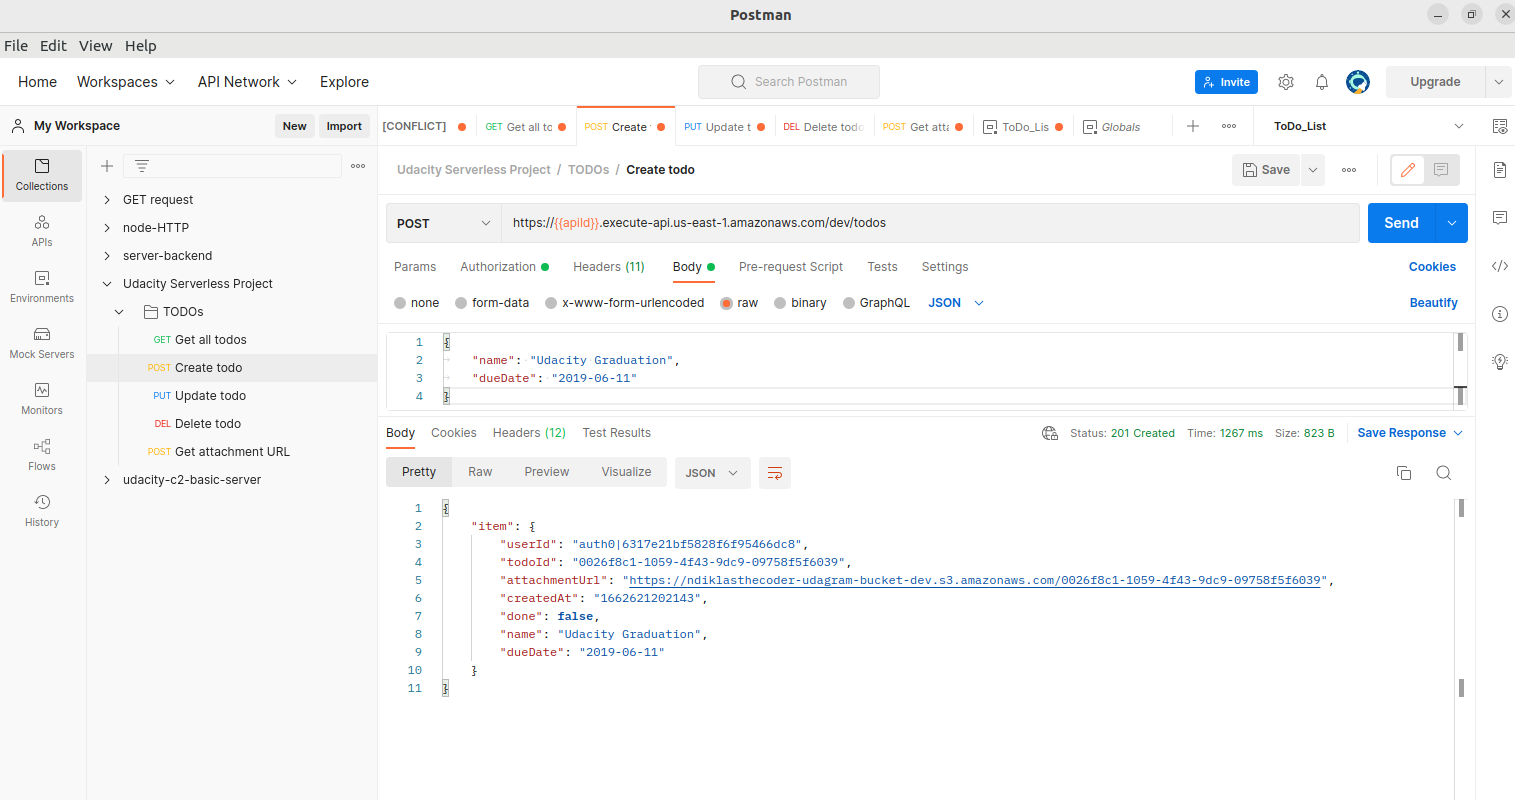 Postman
File Edit View Help
Home Workspaces API Network Explore Search Postman Invite Upgrade
My Workspace New Import [CONFLICT] GET Get all to POST Create PUT Update t DEL Delete todo POST Get atta ToDo_Lis Globals ToDo_List
Collections
APIs
Environments
Mock Servers
Monitors
Flows
History
GET request
node-HTTP
server-backend
Udacity Serverless Project
TODOs
GET Get all todos
POST Create todo
PUT Update todo
DEL Delete todo
POST Get attachment URL
udacity-c2-basic-server
Udacity Serverless Project / TODOs / Create todo Save
POST https://{{apiId}}.execute-api.us-east-1.amazonaws.com/dev/todos Send
Params Authorization Headers (11) Body Pre-request Script Tests Settings Cookies
none form-data x-www-form-urlencoded raw binary GraphQL JSON Beautify
1 {
2 "name": "Udacity Graduation",
3 "dueDate": "2019-06-11"
4 }
Body Cookies Headers (12) Test Results Status: 201 Created Time: 1267 ms Size: 823 B Save Response
Pretty Raw Preview Visualize JSON
1 {
2 "item": {
3 "userId": "auth0|6317e21bf5828f6f95466dc8",
4 "todoId": "0026f8c1-1059-4f43-9dc9-09758f5f6039",
5 "attachmentUrl": "https://ndiklasthecoder-udagram-bucket-dev.s3.amazonaws.com/0026f8c1-1059-4f43-9dc9-09758f5f6039",
6 "createdAt": "1662621202143",
7 "done": false,
8 "name": "Udacity Graduation",
9 "dueDate": "2019-06-11"
10 }
11 }